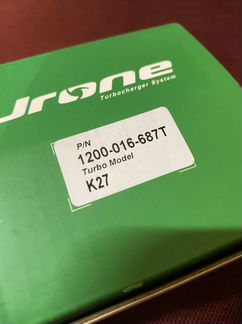 Jrone
Turbocharger System
P/N
1200-016-687T
Turbo Model
K27